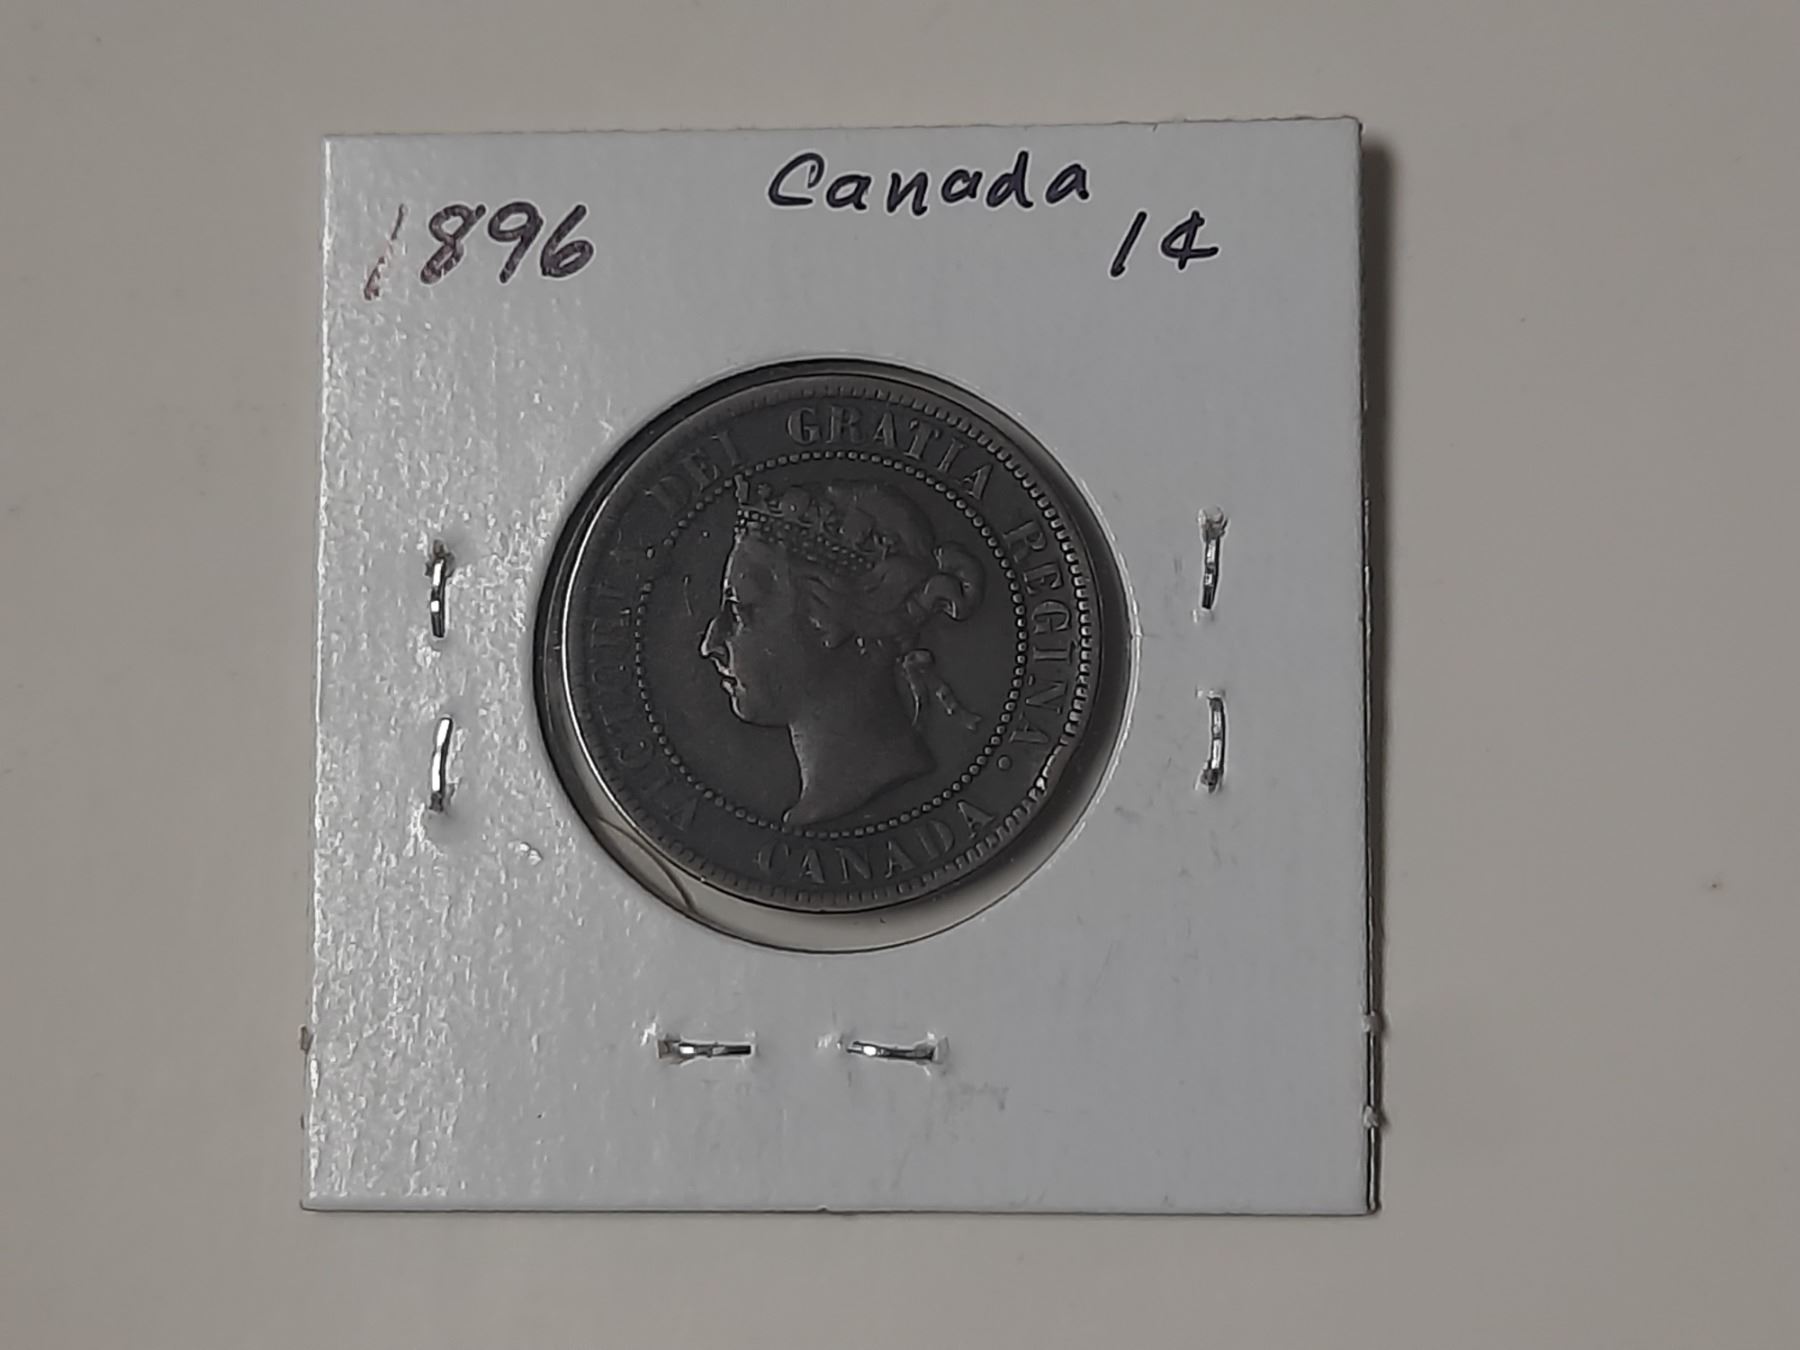 Canada
1896
1¢
VICTORIA DEI GRATIA REGINA.
CANADA